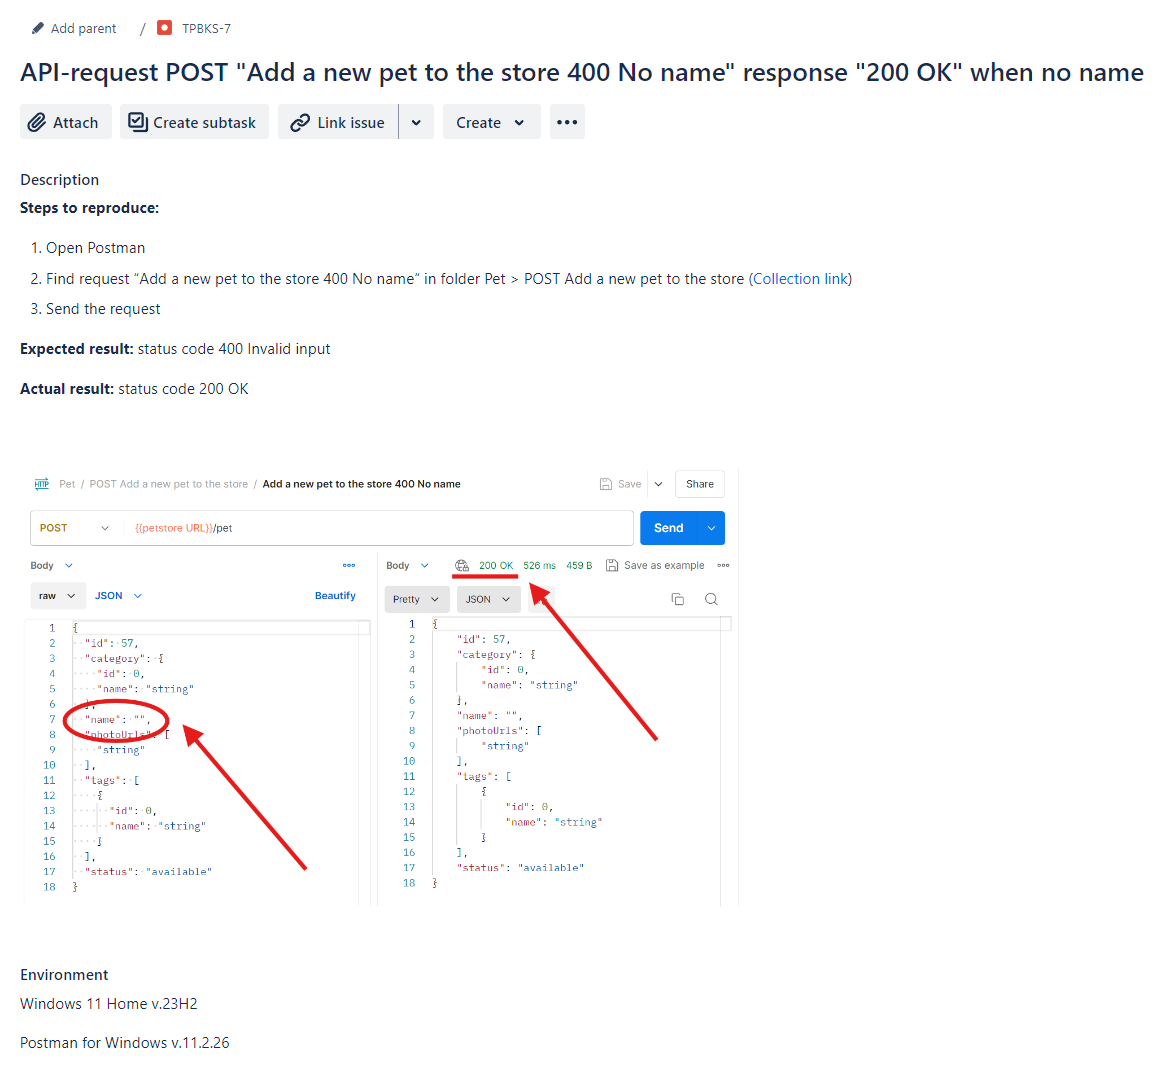 Add parent / TPBKS-7
API-request POST "Add a new pet to the store 400 No name" response "200 OK" when no name
Attach Create subtask Link issue Create •••
Description
Steps to reproduce:
1. Open Postman
2. Find request “Add a new pet to the store 400 No name” in folder Pet > POST Add a new pet to the store (Collection link)
3. Send the request
Expected result: status code 400 Invalid input
Actual result: status code 200 OK
HTTP Pet / POST Add a new pet to the store / Add a new pet to the store 400 No name Save Share
POST {{petstore URL}}/pet Send
Body
raw JSON Beautify
1 {
2 "id": 57,
3 "category": {
4 "id": 0,
5 "name": "string"
6 },
7 "name": "",
8 "photoUrls": [
9 "string"
10 ],
11 "tags": [
12 {
13 "id": 0,
14 "name": "string"
15 }
16 ],
17 "status": "available"
18 }
Body 200 OK 526 ms 459 B Save as example
Pretty JSON
1 {
2 "id": 57,
3 "category": {
4 "id": 0,
5 "name": "string"
6 },
7 "name": "",
8 "photoUrls": [
9 "string"
10 ],
11 "tags": [
12 {
13 "id": 0,
14 "name": "string"
15 }
16 ],
17 "status": "available"
18 }
Environment
Windows 11 Home v.23H2
Postman for Windows v.11.2.26